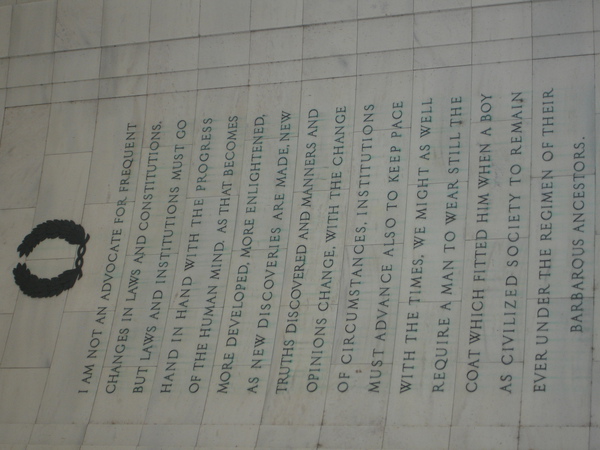 I AM NOT AN ADVOCATE FOR FREQUENT
CHANGES IN LAWS AND CONSTITUTIONS,
BUT LAWS AND INSTITUTIONS MUST GO
HAND IN HAND WITH THE PROGRESS
OF THE HUMAN MIND. AS THAT BECOMES
MORE DEVELOPED, MORE ENLIGHTENED,
AS NEW DISCOVERIES ARE MADE, NEW
TRUTHS DISCOVERED AND MANNERS AND
OPINIONS CHANGE, WITH THE CHANGE
OF CIRCUMSTANCES, INSTITUTIONS
MUST ADVANCE ALSO TO KEEP PACE
WITH THE TIMES. WE MIGHT AS WELL
REQUIRE A MAN TO WEAR STILL THE
COAT WHICH FITTED HIM WHEN A BOY
AS CIVILIZED SOCIETY TO REMAIN
EVER UNDER THE REGIMEN OF THEIR
BARBAROUS ANCESTORS.